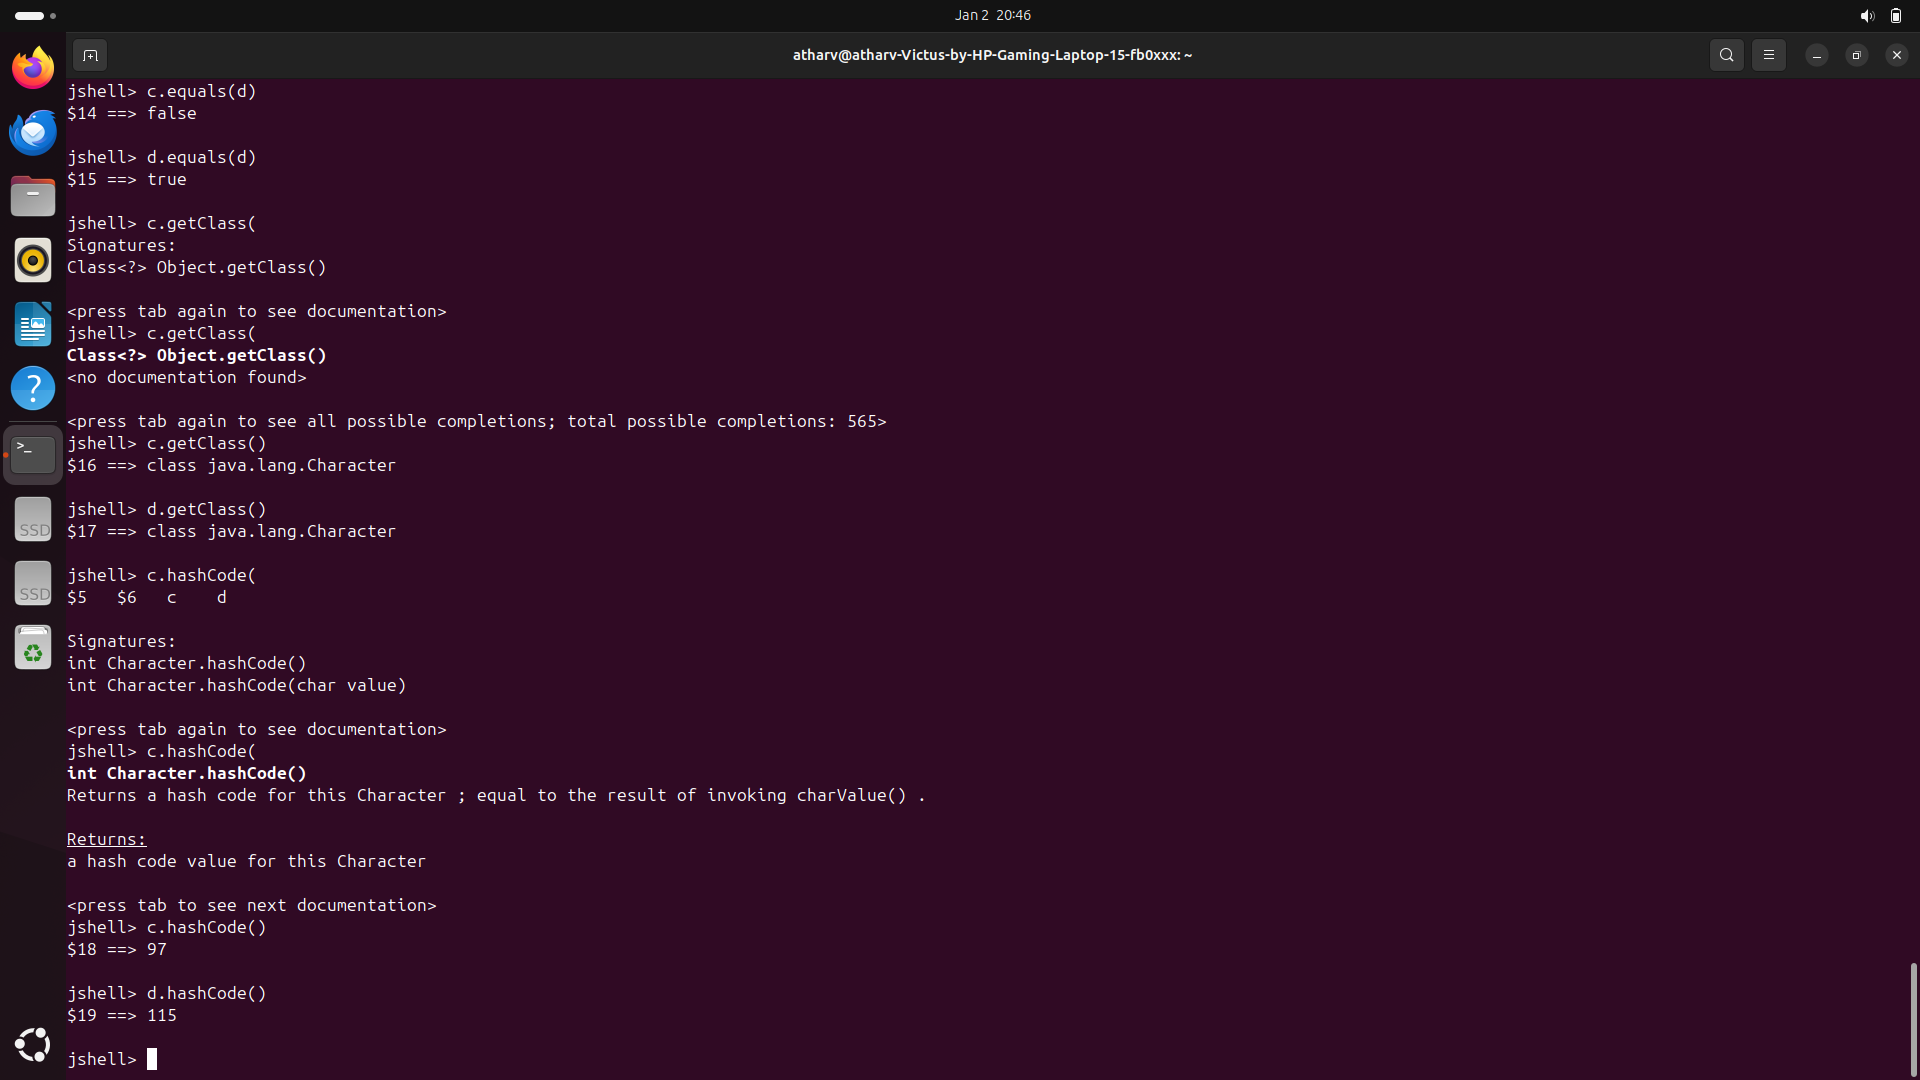 Jan 2 20:46
atharv@atharv-Victus-by-HP-Gaming-Laptop-15-fb0xxx: ~
jshell> c.equals(d)
$14 ==> false
jshell> d.equals(d)
$15 ==> true
jshell> c.getClass(
Signatures:
Class<?> Object.getClass()
<press tab again to see documentation>
jshell> c.getClass(
Class<?> Object.getClass()
<no documentation found>
<press tab again to see all possible completions; total possible completions: 565>
jshell> c.getClass()
$16 ==> class java.lang.Character
jshell> d.getClass()
$17 ==> class java.lang.Character
jshell> c.hashCode(
$5   $6   c    d
Signatures:
int Character.hashCode()
int Character.hashCode(char value)
<press tab again to see documentation>
jshell> c.hashCode(
int Character.hashCode()
Returns a hash code for this Character ; equal to the result of invoking charValue() .
Returns:
a hash code value for this Character
<press tab to see next documentation>
jshell> c.hashCode()
$18 ==> 97
jshell> d.hashCode()
$19 ==> 115
jshell>
?
>_
SSD
SSD